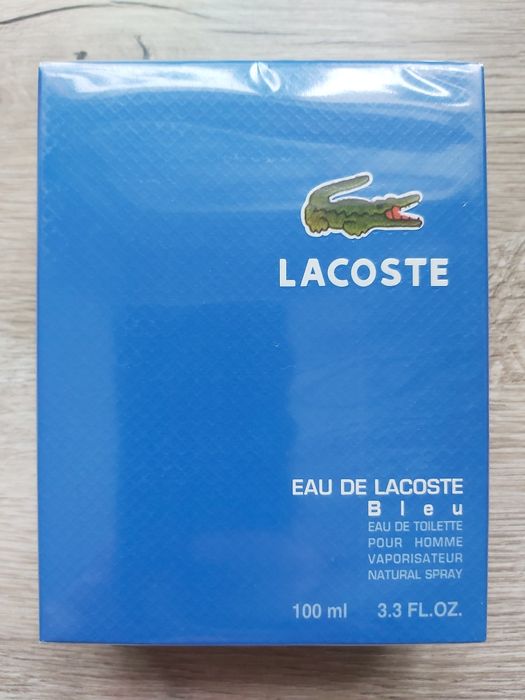 LACOSTE
EAU DE LACOSTE
Bleu
EAU DE TOILETTE
POUR HOMME
VAPORISATEUR
NATURAL SPRAY
100 ml 3.3 FL.OZ.